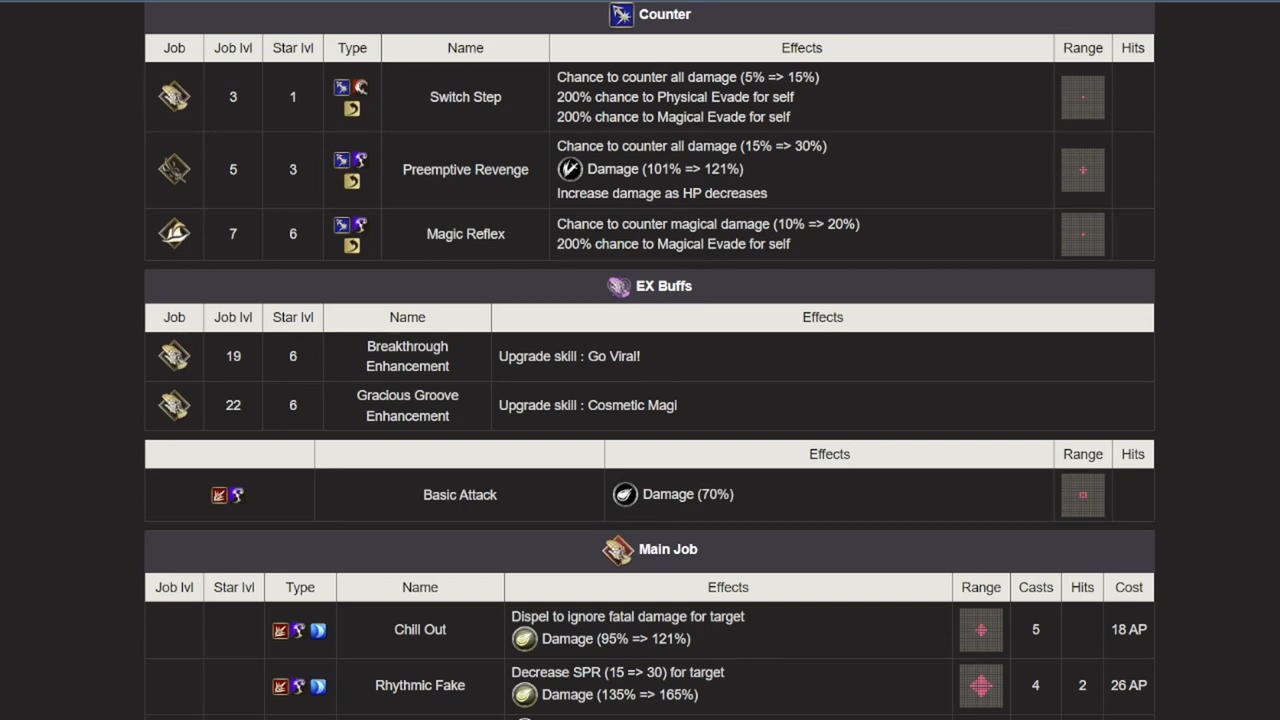 Counter
Job Job lvl Star lvl Type Name Effects Range Hits
3 1 Switch Step
Chance to counter all damage (5% => 15%)
200% chance to Physical Evade for self
200% chance to Magical Evade for self
5 3 Preemptive Revenge
Chance to counter all damage (15% => 30%)
Damage (101% => 121%)
Increase damage as HP decreases
7 6 Magic Reflex
Chance to counter magical damage (10% => 20%)
200% chance to Magical Evade for self
EX Buffs
Job Job lvl Star lvl Name Effects
19 6 Breakthrough
Enhancement
Upgrade skill : Go Viral!
22 6 Gracious Groove
Enhancement
Upgrade skill : Cosmetic Magi
Effects Range Hits
Basic Attack Damage (70%)
Main Job
Job lvl Star lvl Type Name Effects Range Casts Hits Cost
Chill Out
Dispel to ignore fatal damage for target
Damage (95% => 121%)
5 18 AP
Rhythmic Fake
Decrease SPR (15 => 30) for target
Damage (135% => 165%)
4 2 26 AP